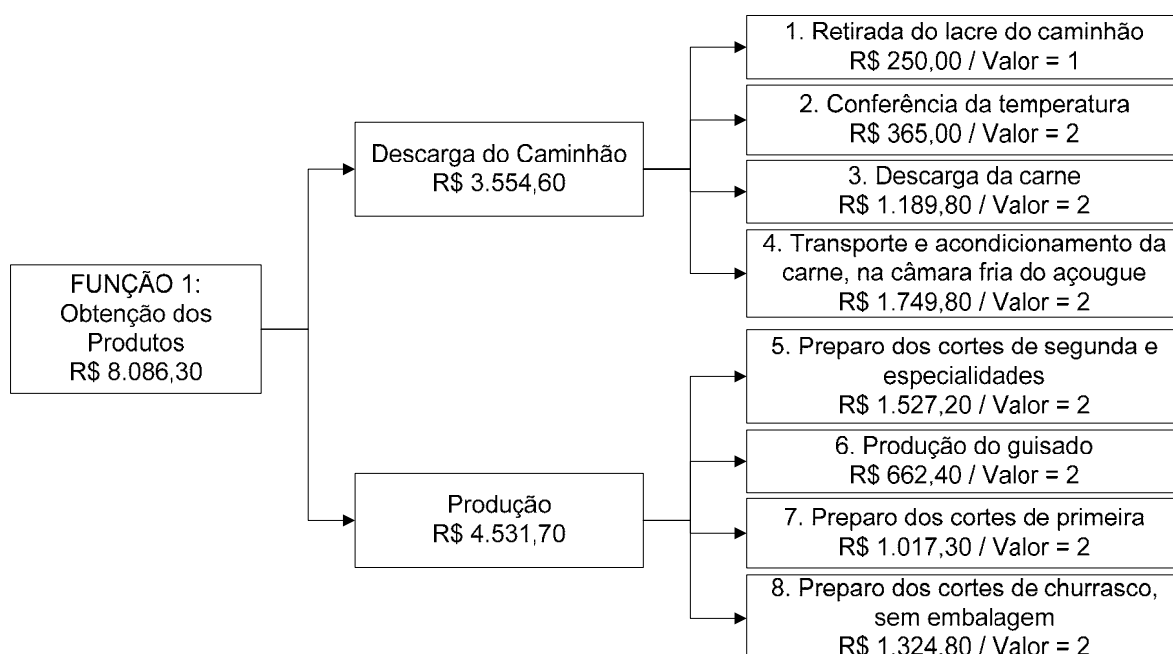 FUNÇÃO 1:
Obtenção dos
Produtos
R$ 8.086,30
Descarga do Caminhão
R$ 3.554,60
1. Retirada do lacre do caminhão
R$ 250,00 / Valor = 1
2. Conferência da temperatura
R$ 365,00 / Valor = 2
3. Descarga da carne
R$ 1.189,80 / Valor = 2
4. Transporte e acondicionamento da
carne, na câmara fria do açougue
R$ 1.749,80 / Valor = 2
Produção
R$ 4.531,70
5. Preparo dos cortes de segunda e
especialidades
R$ 1.527,20 / Valor = 2
6. Produção do guisado
R$ 662,40 / Valor = 2
7. Preparo dos cortes de primeira
R$ 1.017,30 / Valor = 2
8. Preparo dos cortes de churrasco,
sem embalagem
R$ 1.324,80 / Valor = 2